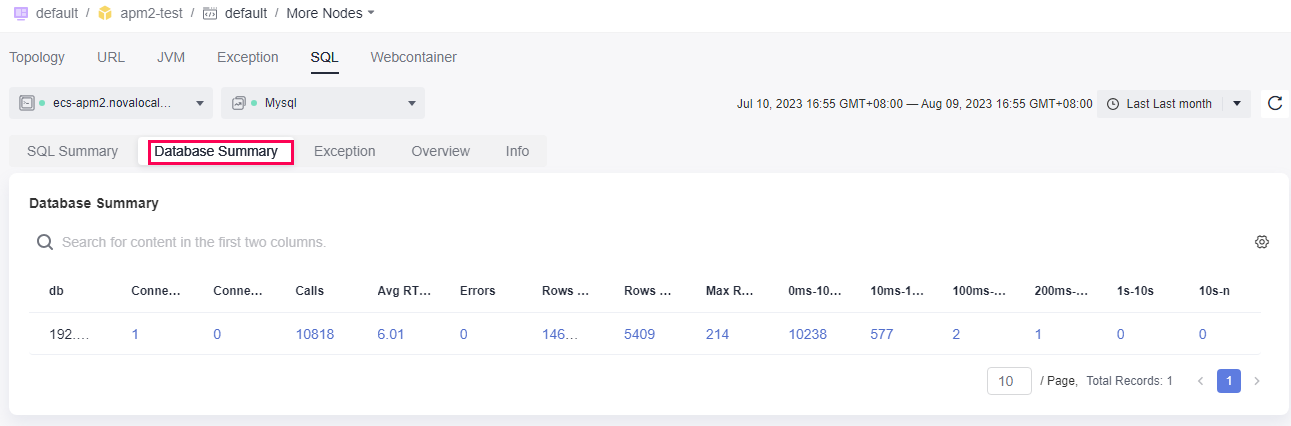 default / apm2-test / default / More Nodes
Topology URL JVM Exception SQL Webcontainer
ecs-apm2.novalocal... Mysql Jul 10, 2023 16:55 GMT+08:00 — Aug 09, 2023 16:55 GMT+08:00 Last Last month
SQL Summary Database Summary Exception Overview Info
Database Summary
Search for content in the first two columns.
db Conne... Conne... Calls Avg RT... Errors Rows ... Rows ... Max R... 0ms-10... 10ms-1... 100ms-... 200ms-... 1s-10s 10s-n
192.... 1 0 10818 6.01 0 146... 5409 214 10238 577 2 1 0 0
10 / Page, Total Records: 1 < 1 >